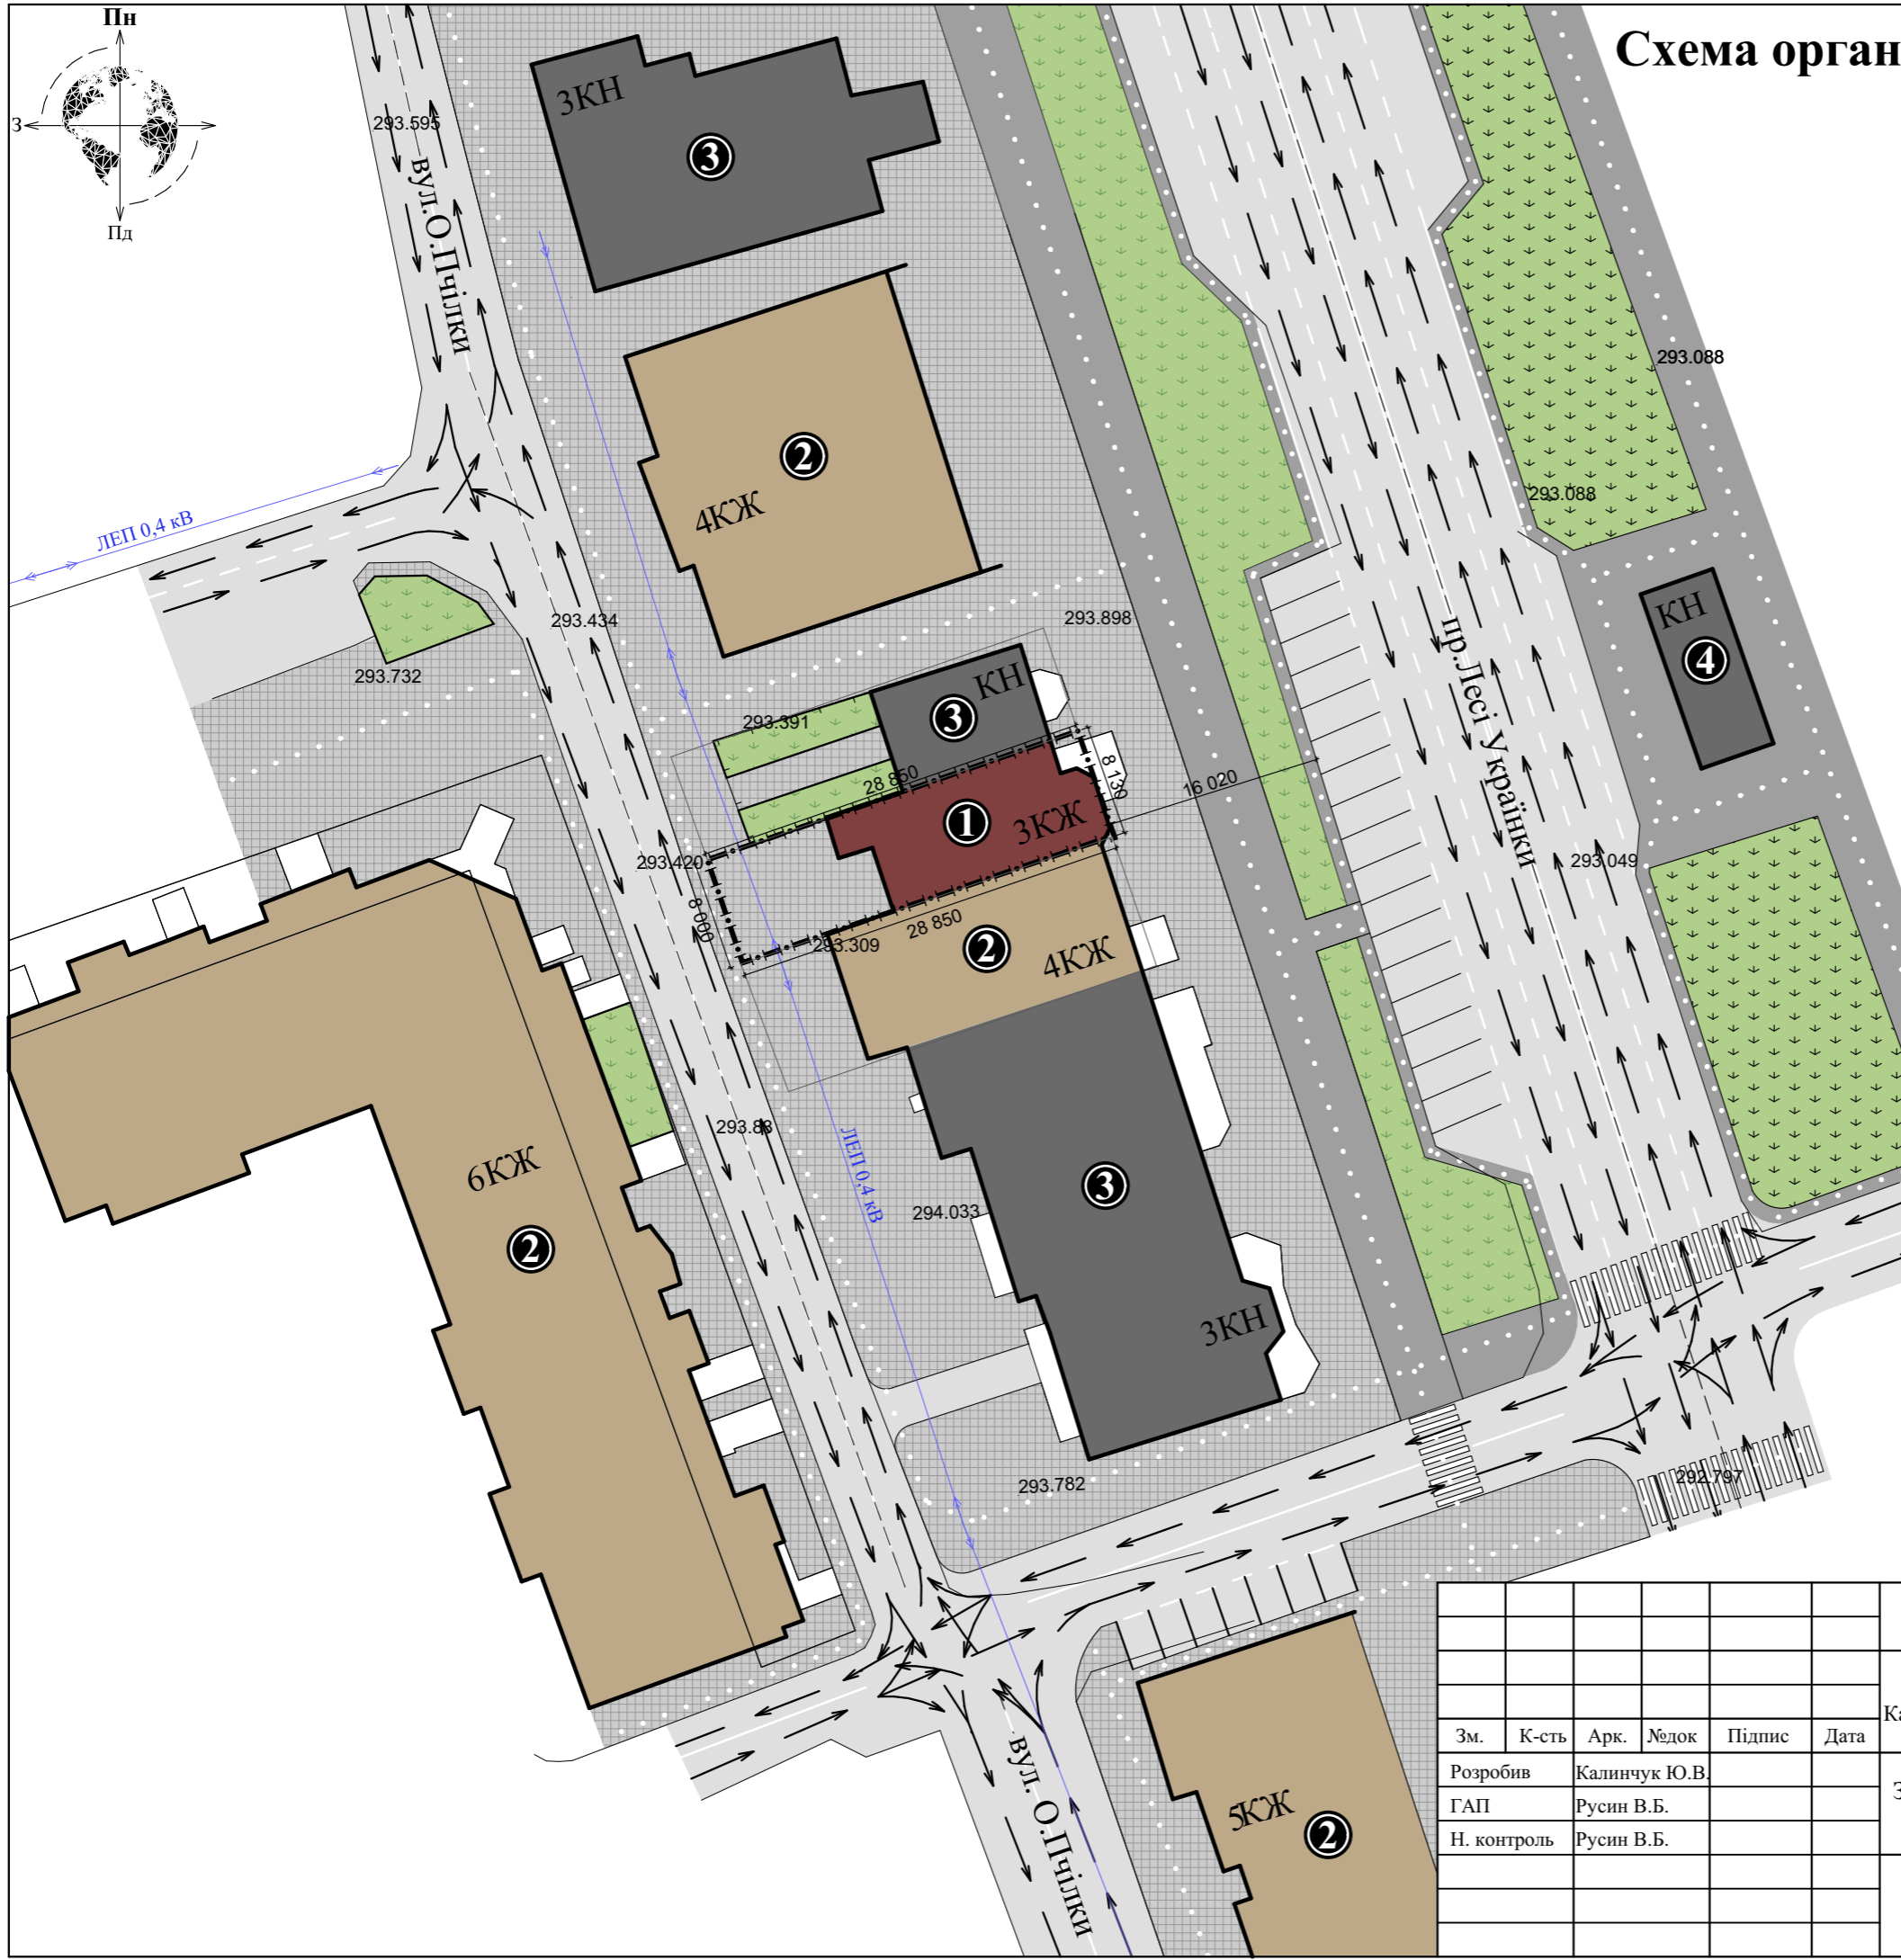 Пн
З
Пд
Схема орган
293.595
вул.О.Пчілки
3КН
3
293.088
2
4КЖ
293.088
ЛЕП 0,4 кВ
293.434
293.898
293.732
КН
4
пр.Лесі Українки
КН
3
293.391
28 850
8 130
16 020
1
3КЖ
293.420
293.049
8 000
293.309
28 850
2
4КЖ
293.83
ЛЕП 0,4 кВ
6КЖ
2
3
294.033
3КН
293.782
292.797
вул. О.Пчілки
5КЖ
2
Зм. К-сть Арк. №док Підпис Дата
Розробив Калинчук Ю.В.
ГАП Русин В.Б.
Н. контроль Русин В.Б.
Ка
З